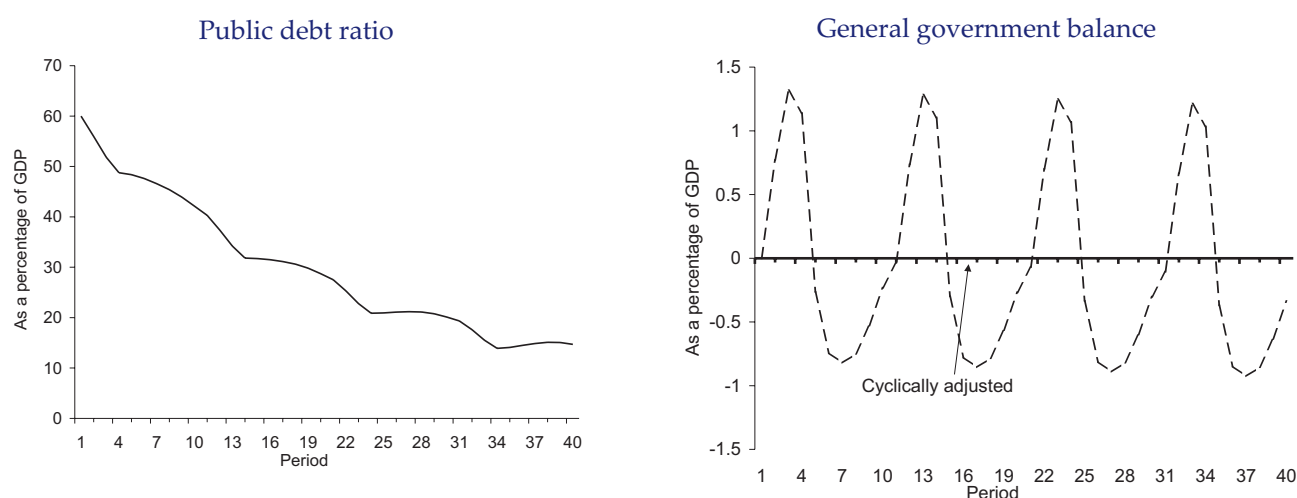 Public debt ratio
As a percentage of GDP
70
60
50
40
30
20
10
0
1 4 7 10 13 16 19 22 25 28 31 34 37 40
Period
General government balance
As a percentage of GDP
1.5
1
0.5
0
-0.5
-1
-1.5
Cyclically adjusted
1 4 7 10 13 16 19 22 25 28 31 34 37 40
Period